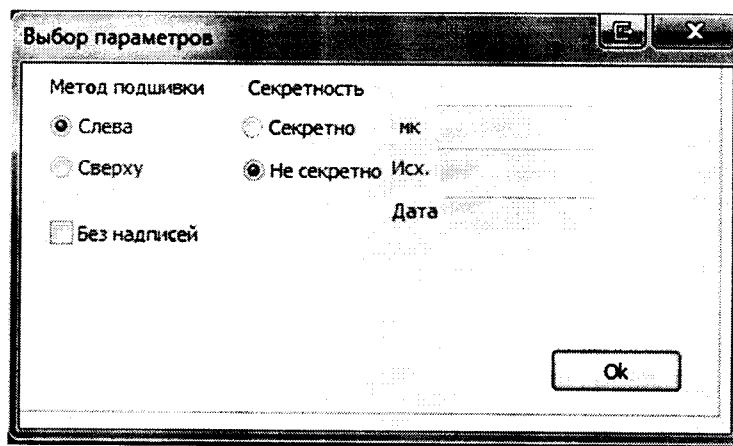 Выбор параметров
Метод подшивки Секретность
Слева Секретно мк
Сверху Не секретно Исх.
Дата
Без надписей
Ok